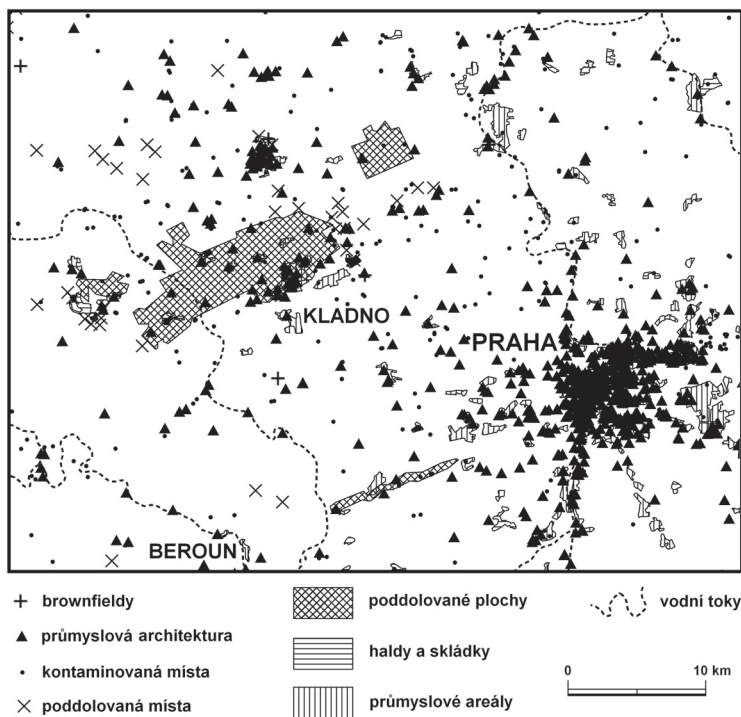 KLADNO
PRAHA
BEROUN
brownfieldy
průmyslová architektura
kontaminovaná místa
poddolovaná místa
poddolované plochy
haldy a skládky
průmyslové areály
vodní toky
0 10 km